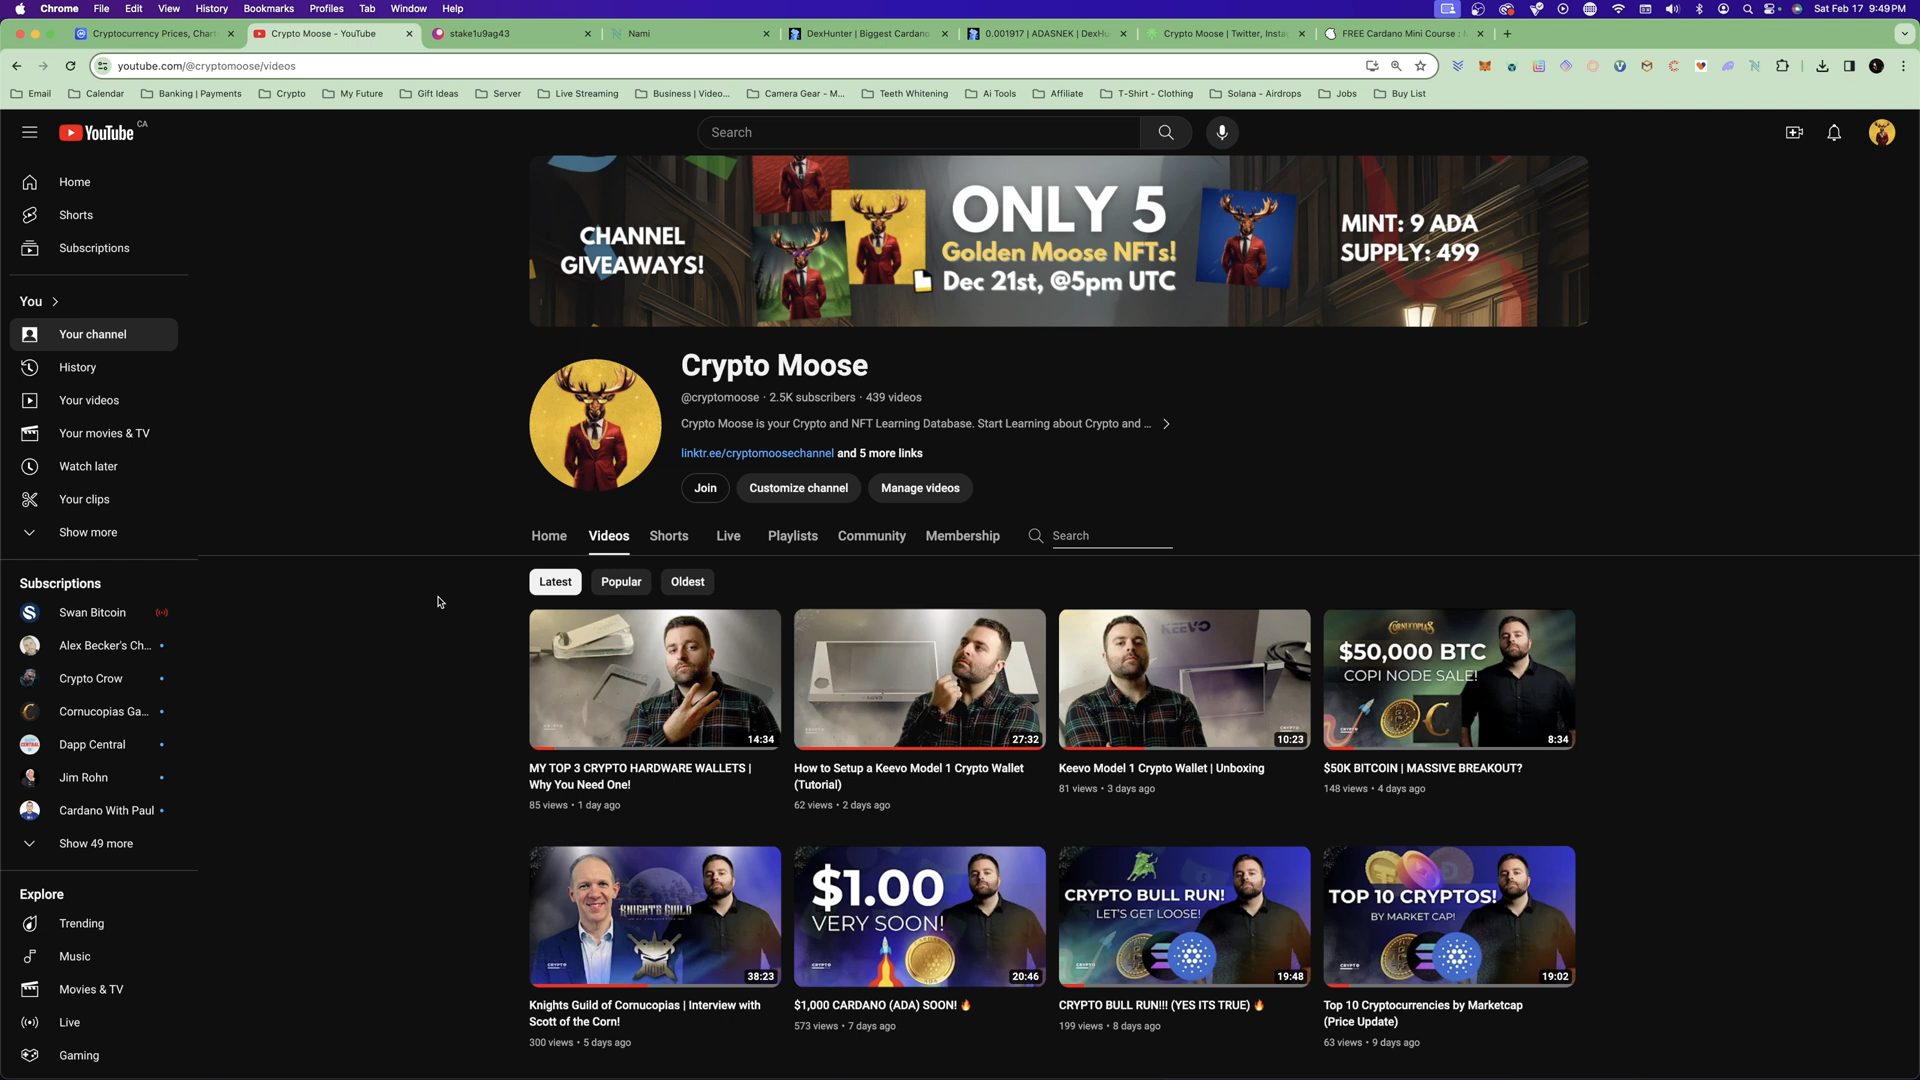 Chrome File Edit View History Bookmarks Profiles Tab Window Help
Sat Feb 17 9:49PM
Cryptocurrency Prices, Chart
Crypto Moose - YouTube
stake1u9ag43
Nami
DexHunter | Biggest Cardano
0.001917 | ADASNEK | DexHu
Crypto Moose | Twitter, Insta
FREE Cardano Mini Course :
youtube.com/@cryptomoose/videos
Email Calendar Banking | Payments Crypto My Future Gift Ideas Server Live Streaming Business | Video... Camera Gear - M... Teeth Whitening Ai Tools Affiliate T-Shirt - Clothing Solana - Airdrops Jobs Buy List
YouTube CA
Search
Home
Shorts
Subscriptions
You
Your channel
History
Your videos
Your movies & TV
Watch later
Your clips
Show more
Subscriptions
Swan Bitcoin
Alex Becker's Ch...
Crypto Crow
Cornucopias Ga...
Dapp Central
Jim Rohn
Cardano With Paul
Show 49 more
Explore
Trending
Music
Movies & TV
Live
Gaming
CHANNEL
GIVEAWAYS!
ONLY 5
Golden Moose NFTs!
Dec 21st, @5pm UTC
MINT: 9 ADA
SUPPLY: 499
Crypto Moose
@cryptomoose · 2.5K subscribers · 439 videos
Crypto Moose is your Crypto and NFT Learning Database. Start Learning about Crypto and ...
linktr.ee/cryptomoosechannel and 5 more links
Join Customize channel Manage videos
Home Videos Shorts Live Playlists Community Membership Search
Latest Popular Oldest
14:34
MY TOP 3 CRYPTO HARDWARE WALLETS |
Why You Need One!
85 views • 1 day ago
27:32
How to Setup a Keevo Model 1 Crypto Wallet
(Tutorial)
62 views • 2 days ago
KEEVO
10:23
Keevo Model 1 Crypto Wallet | Unboxing
81 views • 3 days ago
CORNUCOPIAS
$50,000 BTC
COPI NODE SALE!
8:34
$50K BITCOIN | MASSIVE BREAKOUT?
148 views • 4 days ago
KNIGHTS GUILD
38:23
Knights Guild of Cornucopias | Interview with
Scott of the Corn!
300 views • 5 days ago
$1.00
VERY SOON!
20:46
$1,000 CARDANO (ADA) SOON! 🔥
573 views • 7 days ago
CRYPTO BULL RUN!
LET'S GET LOOSE!
19:48
CRYPTO BULL RUN!!! (YES ITS TRUE) 🔥
199 views • 8 days ago
TOP 10 CRYPTOS!
BY MARKET CAP!
19:02
Top 10 Cryptocurrencies by Marketcap
(Price Update)
63 views • 9 days ago